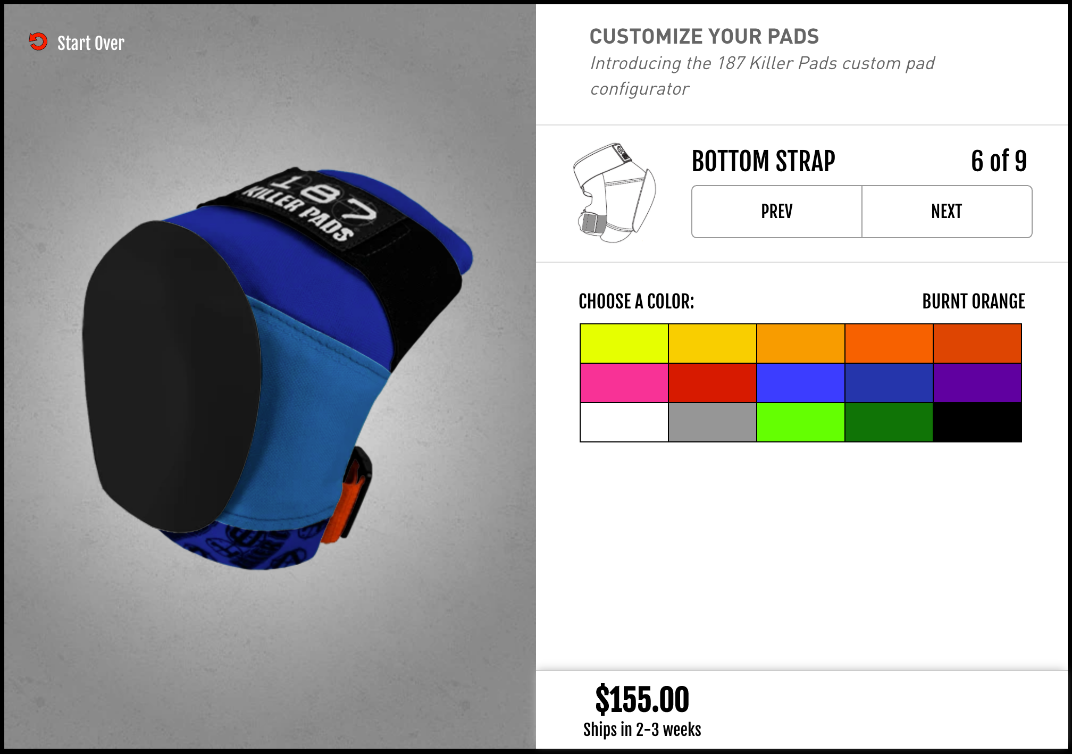 Start Over
187
KILLER PADS
CUSTOMIZE YOUR PADS
Introducing the 187 Killer Pads custom pad
configurator
BOTTOM STRAP
6 of 9
PREV
NEXT
CHOOSE A COLOR:
BURNT ORANGE
$155.00
Ships in 2-3 weeks